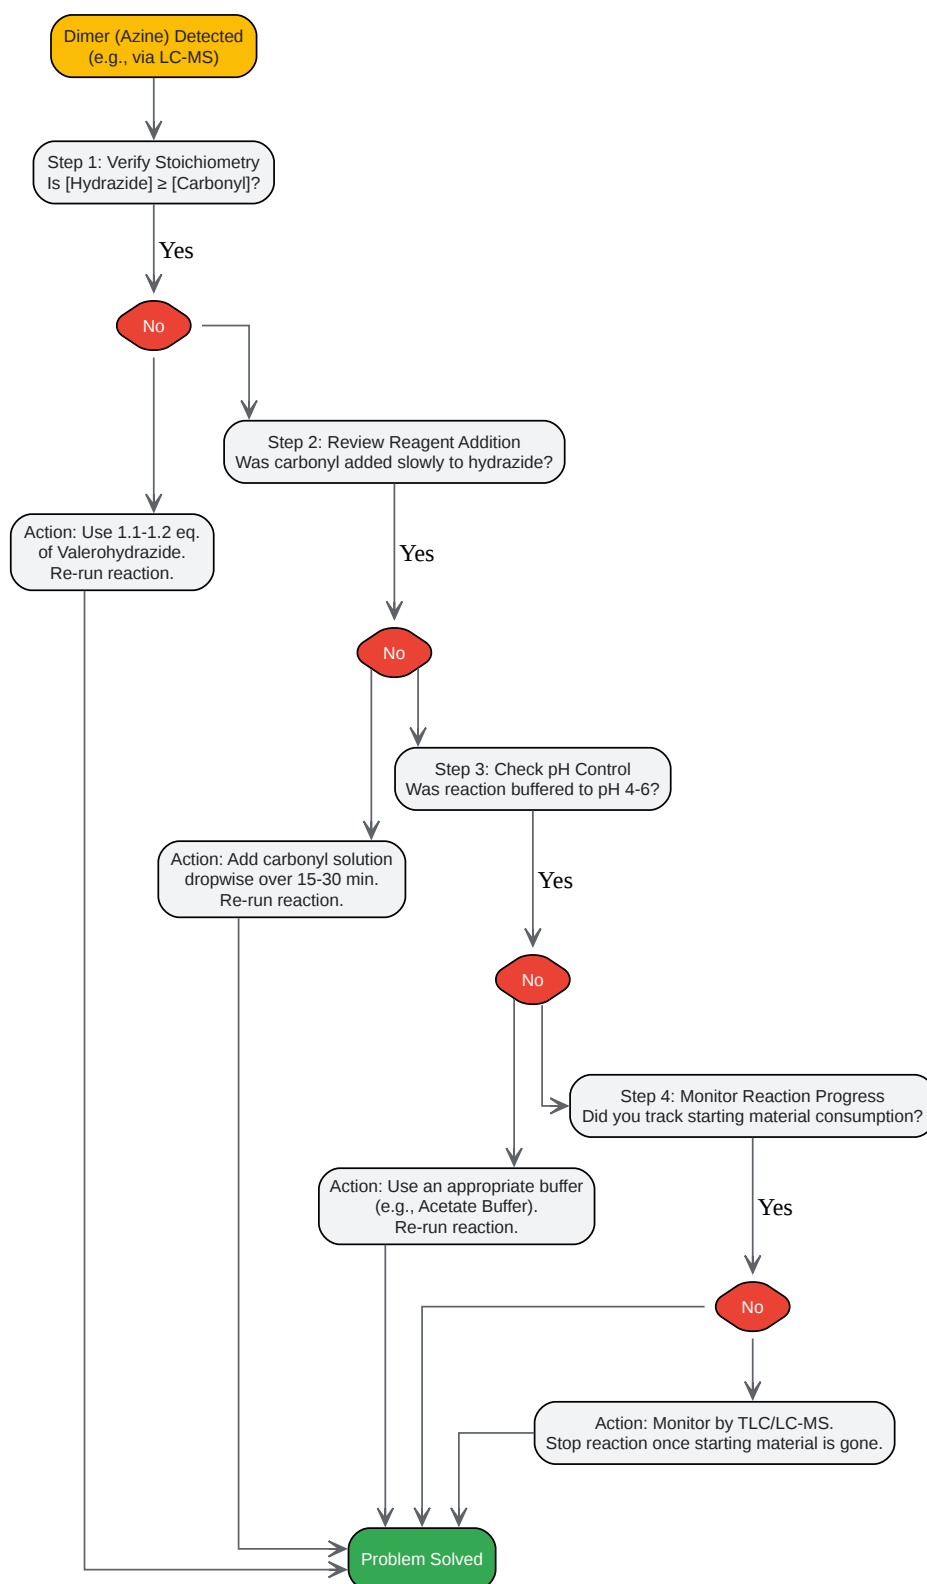 Dimer (Azine) Detected
(e.g., via LC-MS)
Step 1: Verify Stoichiometry
Is [Hydrazide] ≥ [Carbonyl]?
Yes
No
Step 2: Review Reagent Addition
Was carbonyl added slowly to hydrazide?
Action: Use 1.1-1.2 eq.
of Valerohydrazide.
Re-run reaction.
Yes
No
Step 3: Check pH Control
Was reaction buffered to pH 4-6?
Action: Add carbonyl solution
dropwise over 15-30 min.
Re-run reaction.
Yes
No
Step 4: Monitor Reaction Progress
Did you track starting material consumption?
Action: Use an appropriate buffer
(e.g., Acetate Buffer).
Re-run reaction.
Yes
No
Action: Monitor by TLC/LC-MS.
Stop reaction once starting material is gone.
Problem Solved